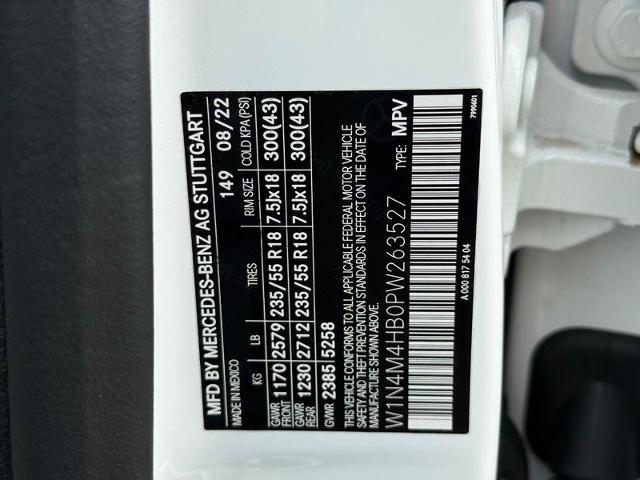 MFD BY MERCEDES-BENZ AG STUTTGART
MADE IN MEXICO 149 08/22
KG LB TIRES RIM SIZE COLD KPA (PSI)
GAWR FRONT 1170 2579 235/55 R18 7.5Jx18 300(43)
GAWR REAR 1230 2712 235/55 R18 7.5Jx18 300(43)
GVWR 2385 5258
THIS VEHICLE CONFORMS TO ALL APPLICABLE FEDERAL MOTOR VEHICLE
SAFETY AND THEFT PREVENTION STANDARDS IN EFFECT ON THE DATE OF
MANUFACTURE SHOWN ABOVE.
W1N4M4HB0PW263527 TYPE: MPV
A 000 817 54 04 7990601